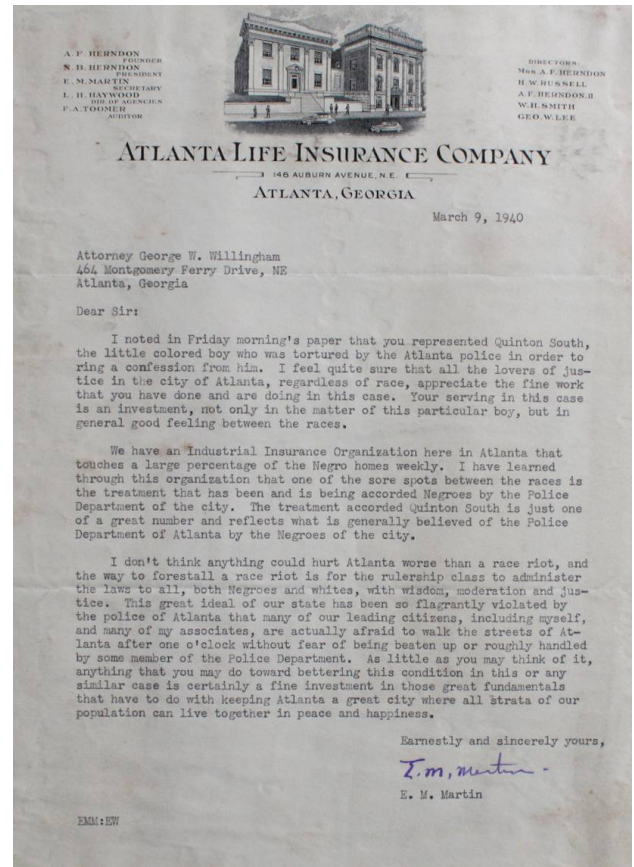 A. F. HERNDON
FOUNDER
N. B. HERNDON
PRESIDENT
E. M. MARTIN
SECRETARY
L. H. HAYWOOD
DIR. OF AGENCIES
F. A. TOOMER
AUDITOR
DIRECTORS
MRS. A. F. HERNDON
H. W. RUSSELL
A. F. HERNDON, II
W. H. SMITH
GEO. W. LEE
ATLANTA LIFE INSURANCE COMPANY
148 AUBURN AVENUE, N.E.
ATLANTA, GEORGIA
March 9, 1940
Attorney George W. Willingham
464 Montgomery Ferry Drive, NE
Atlanta, Georgia
Dear Sir:
I noted in Friday morning's paper that you represented Quinton South,
the little colored boy who was tortured by the Atlanta police in order to
ring a confession from him. I feel quite sure that all the lovers of jus-
tice in the city of Atlanta, regardless of race, appreciate the fine work
that you have done and are doing in this case. Your serving in this case
is an investment, not only in the matter of this particular boy, but in
general good feeling between the races.
We have an Industrial Insurance Organization here in Atlanta that
touches a large percentage of the Negro homes weekly. I have learned
through this organization that one of the sore spots between the races is
the treatment that has been and is being accorded Negroes by the Police
Department of the city. The treatment accorded Quinton South is just one
of a great number and reflects what is generally believed of the Police
Department of Atlanta by the Negroes of the city.
I don't think anything could hurt Atlanta worse than a race riot, and
the way to forestall a race riot is for the rulership class to administer
the laws to all, both Negroes and whites, with wisdom, moderation and jus-
tice. This great ideal of our state has been so flagrantly violated by
the police of Atlanta that many of our leading citizens, including myself,
and many of my associates, are actually afraid to walk the streets of At-
lanta after one o'clock without fear of being beaten up or roughly handled
by some member of the Police Department. As little as you may think of it,
anything that you may do toward bettering this condition in this or any
similar case is certainly a fine investment in those great fundamentals
that have to do with keeping Atlanta a great city where all strata of our
population can live together in peace and happiness.
Earnestly and sincerely yours,
E. M. Martin
E. M. Martin
EMM:EW